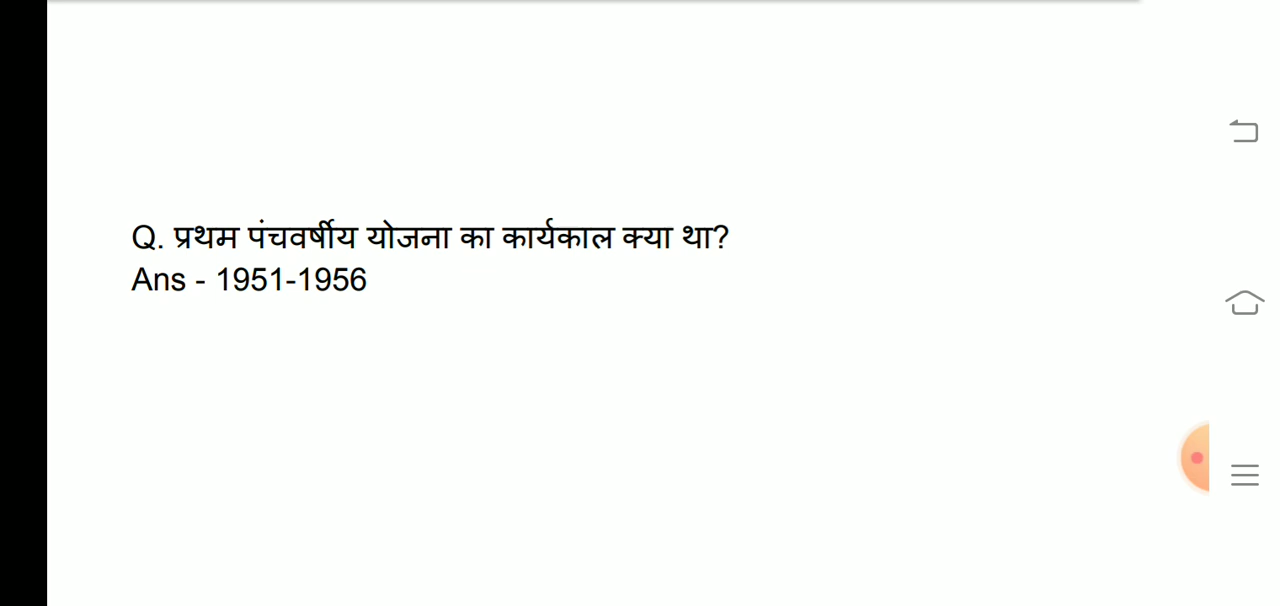 Q. प्रथम पंचवर्षीय योजना का कार्यकाल क्या था?
Ans - 1951-1956